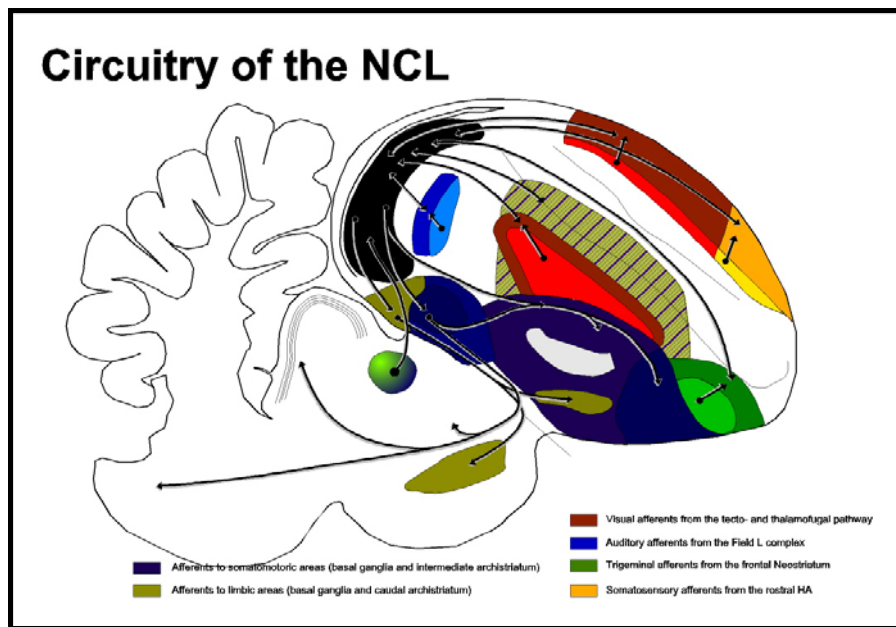 Circuitry of the NCL
Visual afferents from the tecto- and thalamofugal pathway
Auditory afferents from the Field L complex
Trigeminal afferents from the frontal Neostriatum
Somatosensory afferents from the rostral HA
Afferents to somatomotoric areas (basal ganglia and intermediate archistriatum)
Afferents to limbic areas (basal ganglia and caudal archistriatum)